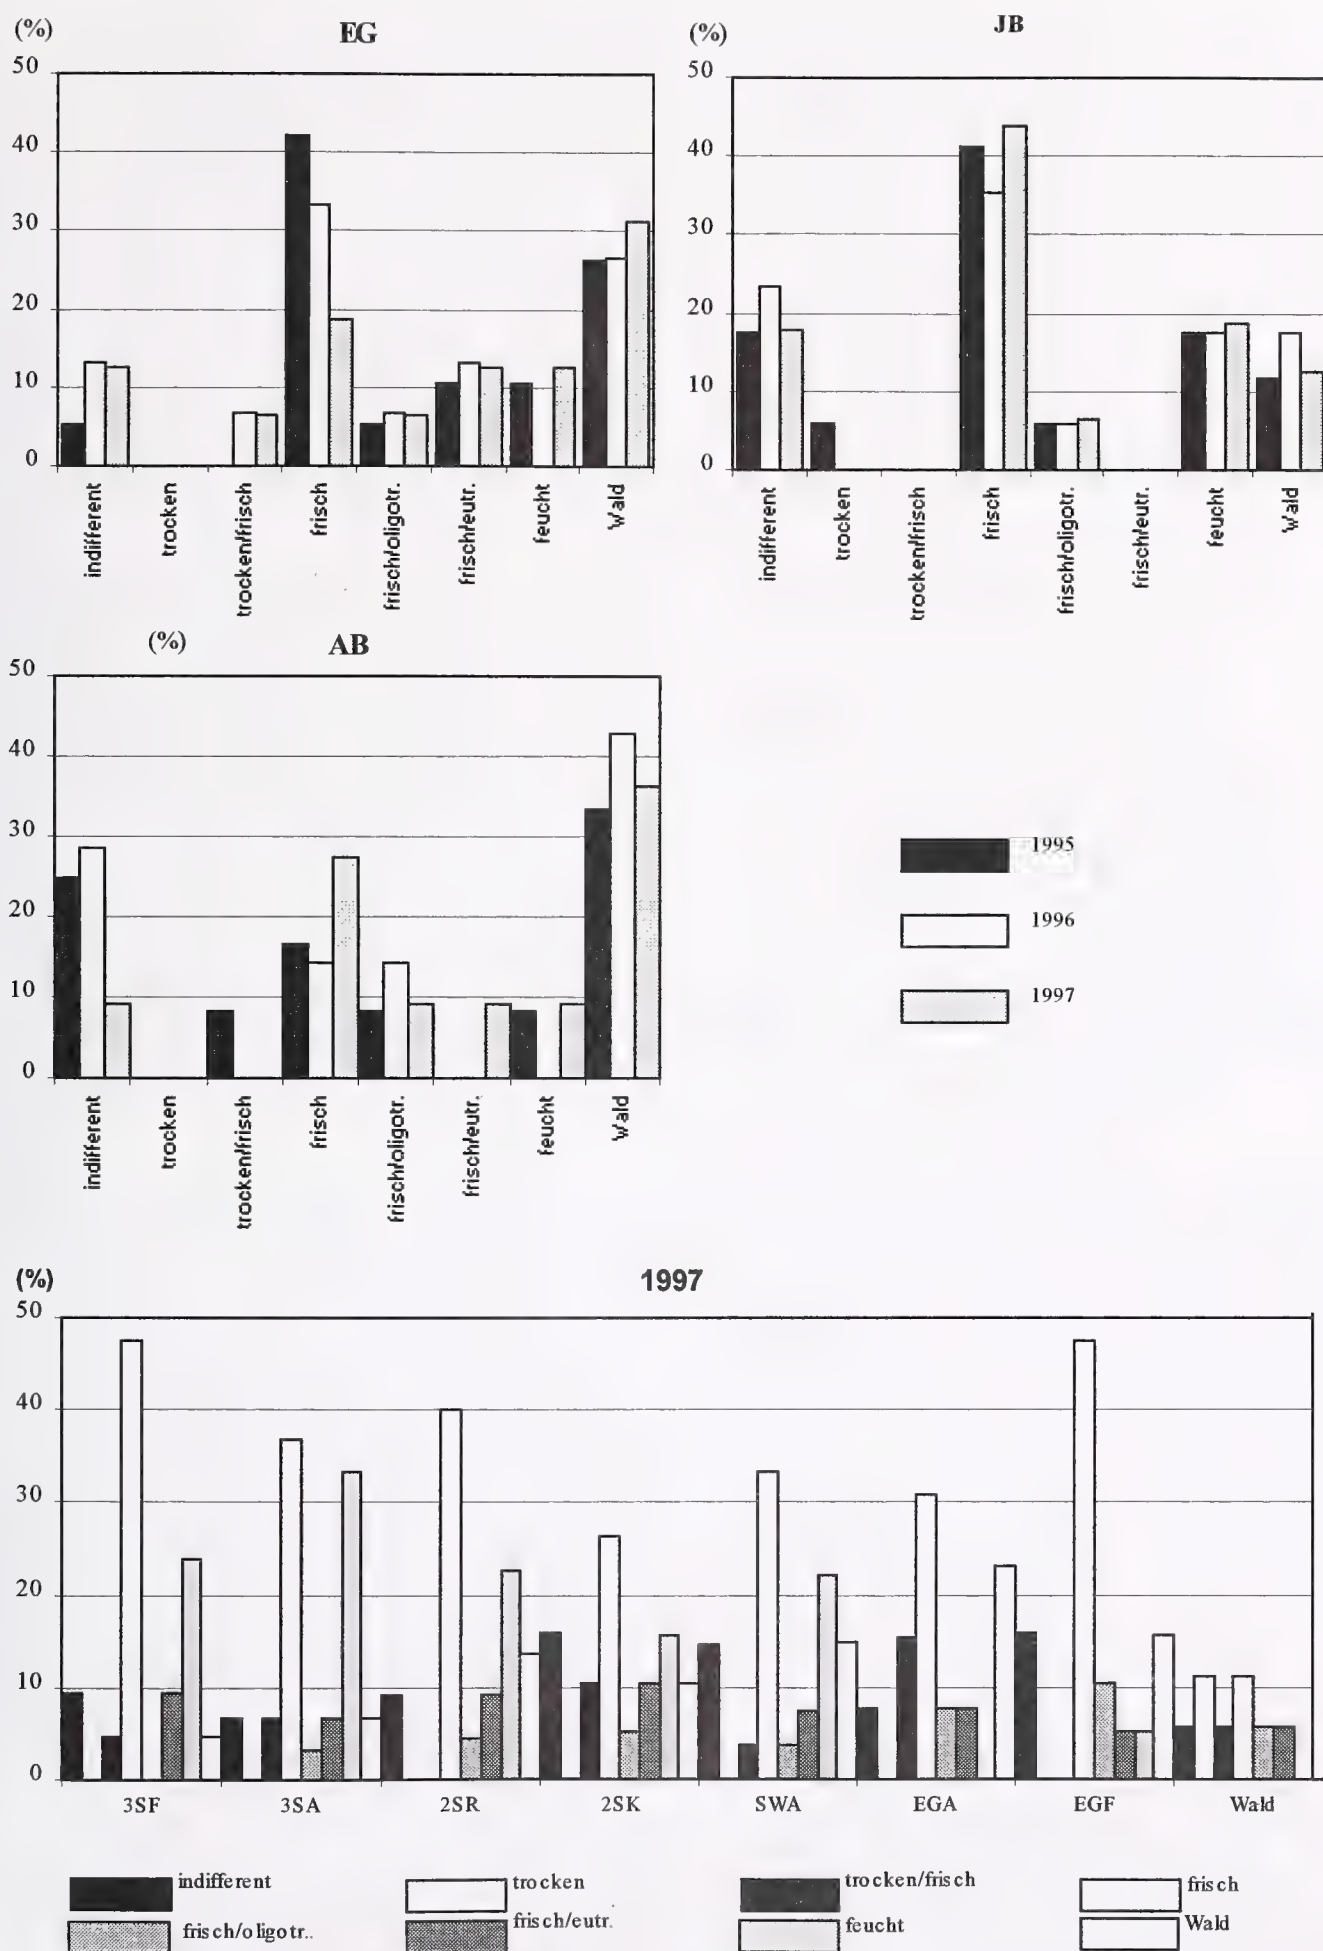 (%) EG
50
40
30
20
10
0
indifferent
trocken
trocken/frisch
frisch
frisch/oligotr.
frisch/eutr.
feucht
Wald
(%) JB
50
40
30
20
10
0
indifferent
trocken
trocken/frisch
frisch
frisch/oligotr.
frisch/eutr.
feucht
Wald
(%) AB
50
40
30
20
10
0
indifferent
trocken
trocken/frisch
frisch
frisch/oligotr.
frisch/eutr.
feucht
Wald
1995
1996
1997
(%) 1997
50
40
30
20
10
0
3SF 3SA 2SR 2SK SWA EGA EGF Wald
indifferent trocken trocken/frisch frisch
frisch/oligotr.. frisch/eutr. feucht Wald